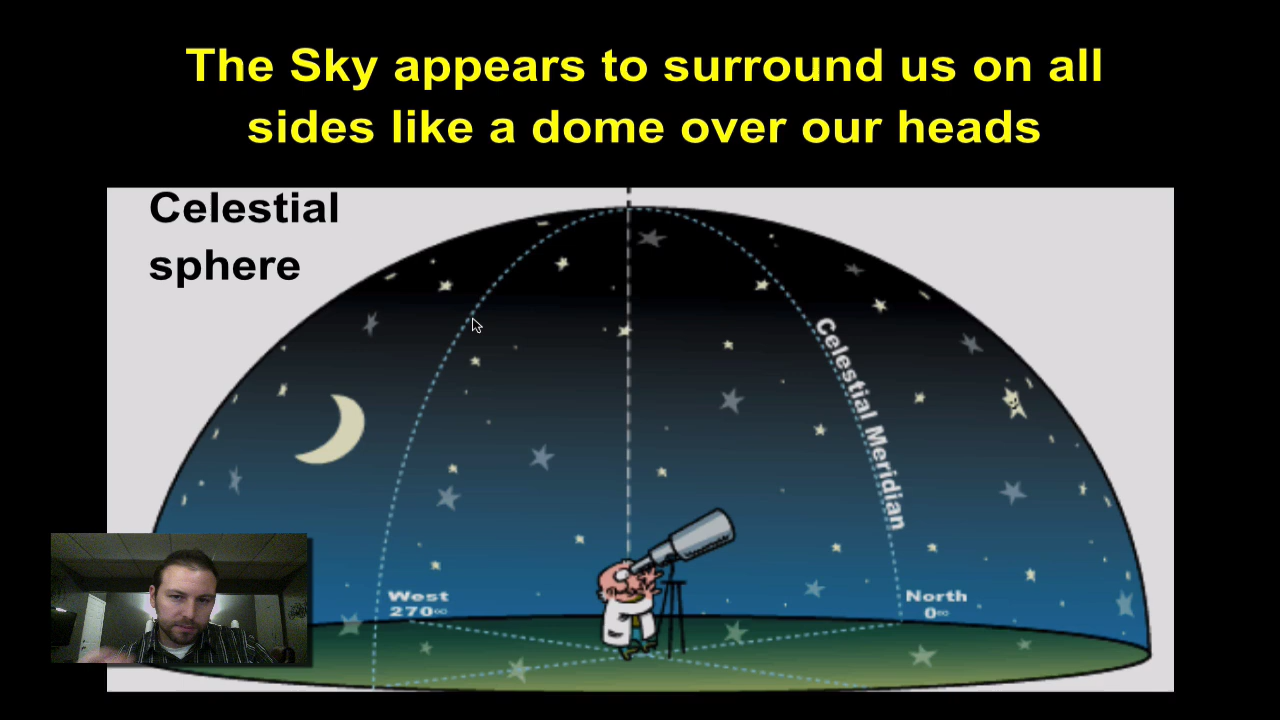 The Sky appears to surround us on all
sides like a dome over our heads
Celestial
sphere
Celestial Meridian
West
270∞
North
0∞